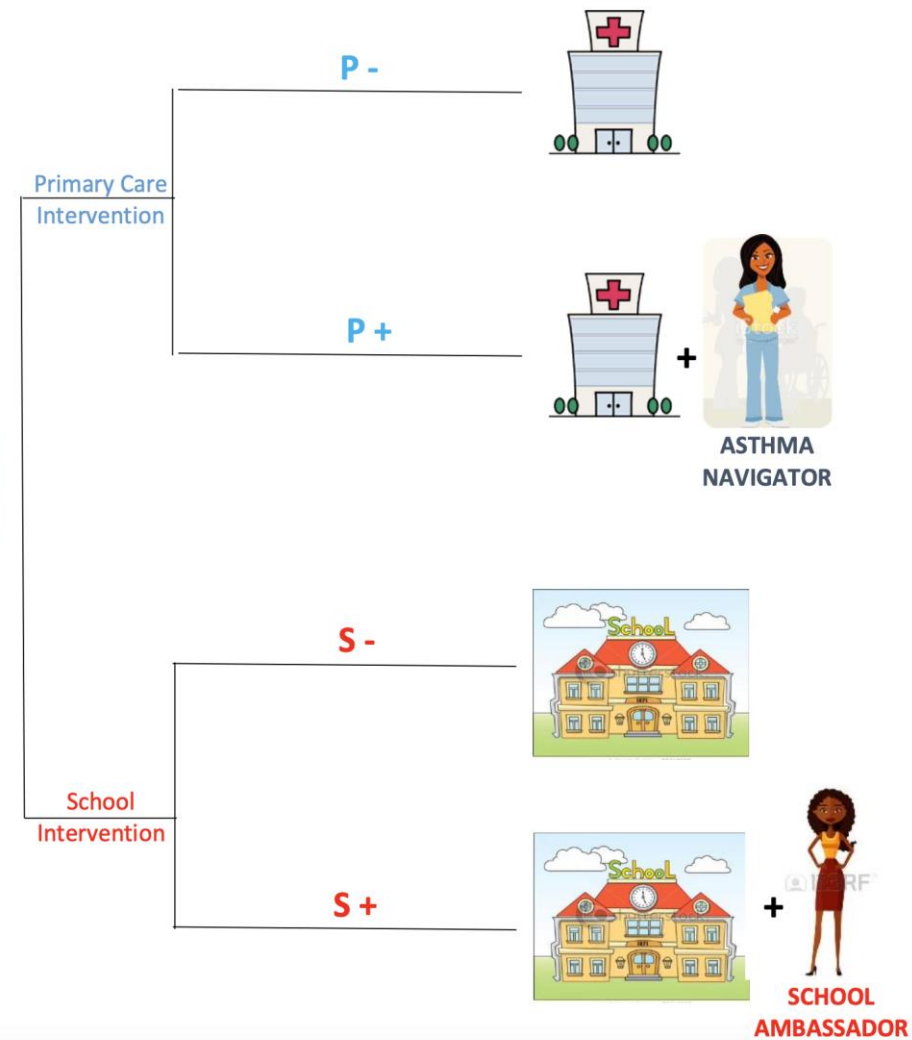 P -
Primary Care
Intervention
P +
+
ASTHMA
NAVIGATOR
S -
SchooL
School
Intervention
S +
SchooL
+
SCHOOL
AMBASSADOR